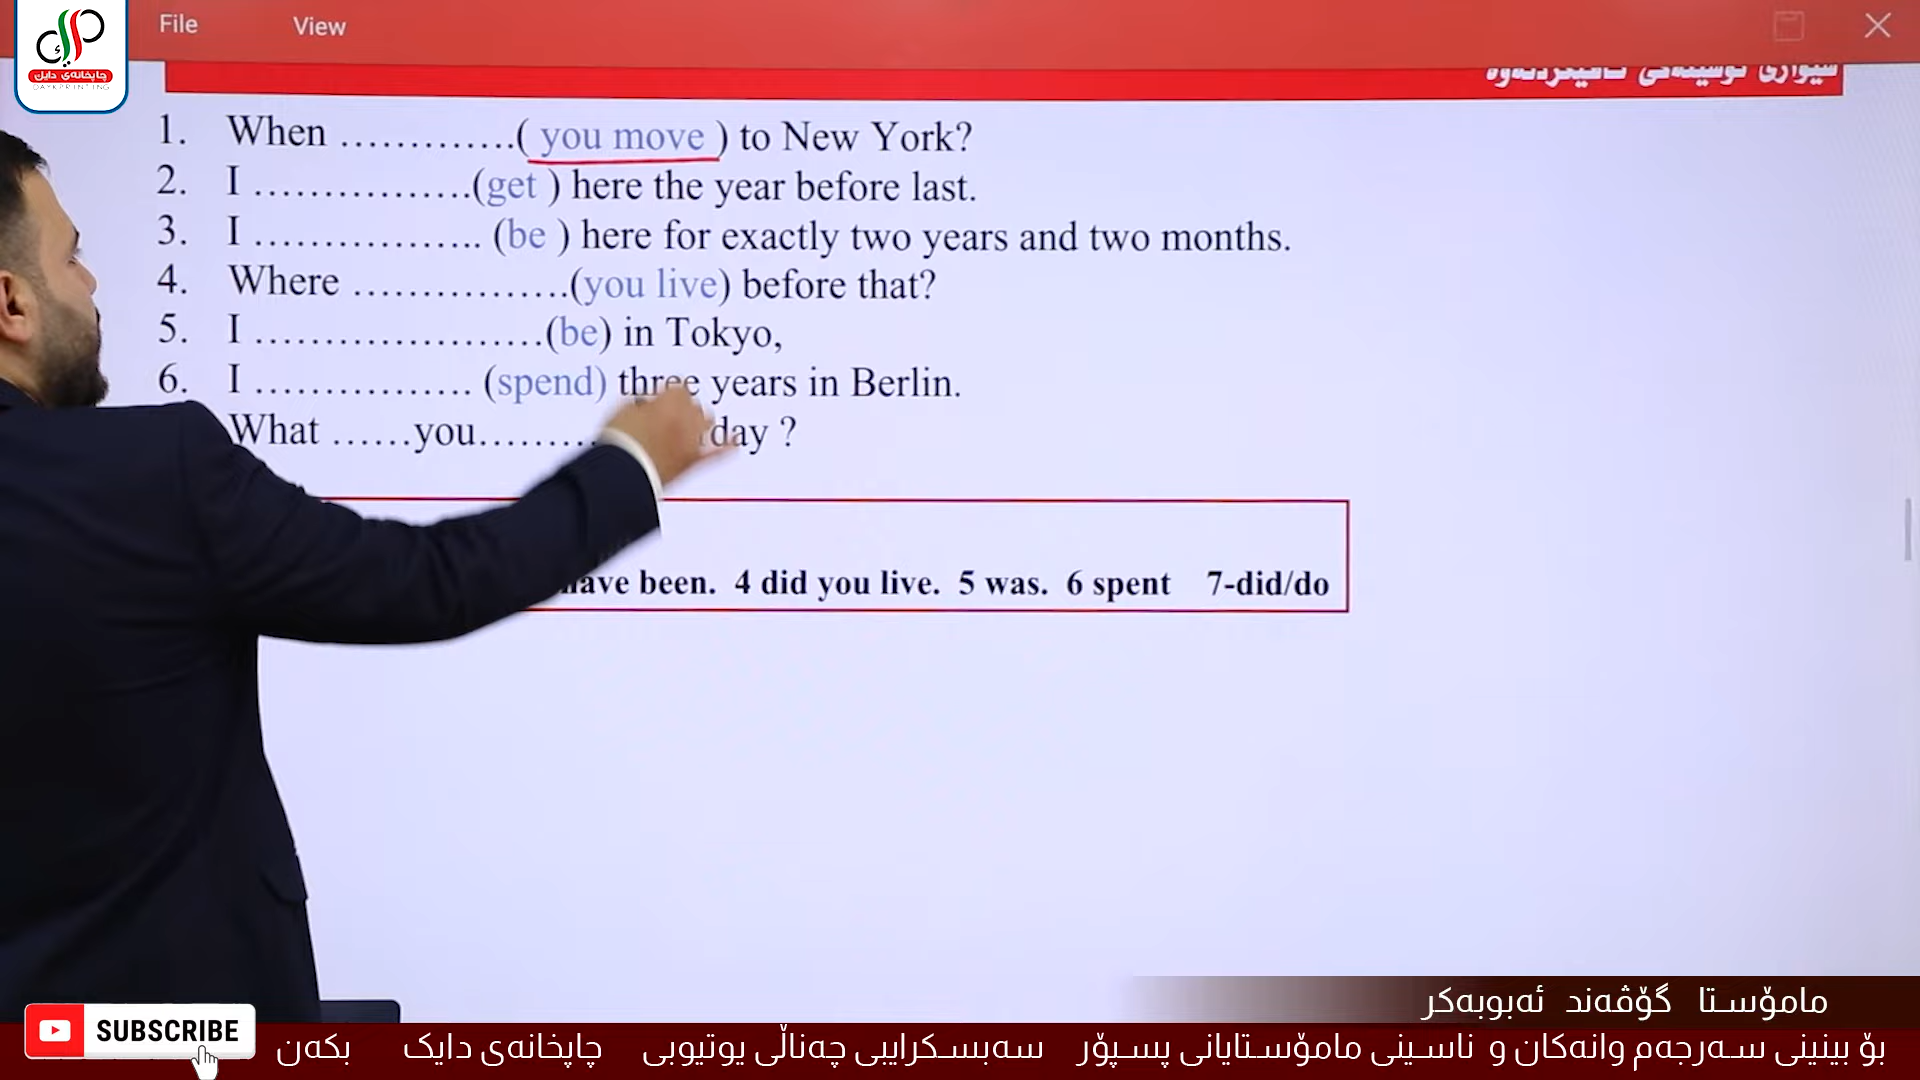 File View
چاپخانەی دایک
DAYK PRINTING
1. When .............( you move ) to New York?
2. I ................(get ) here the year before last.
3. I ................. (be ) here for exactly two years and two months.
4. Where ................(you live) before that?
5. I .....................(be) in Tokyo,
6. I ................ (spend) three years in Berlin.
What ......you......... day ?
have been. 4 did you live. 5 was. 6 spent 7-did/do
مامۆستا گۆڤەند ئەبوبەکر
SUBSCRIBE
بۆ بینینی سەرجەم وانەکان و ناسینی مامۆستایانی پسپۆر سەبسکرایبی چەناڵی یوتیوبی چاپخانەی دایک بکەن